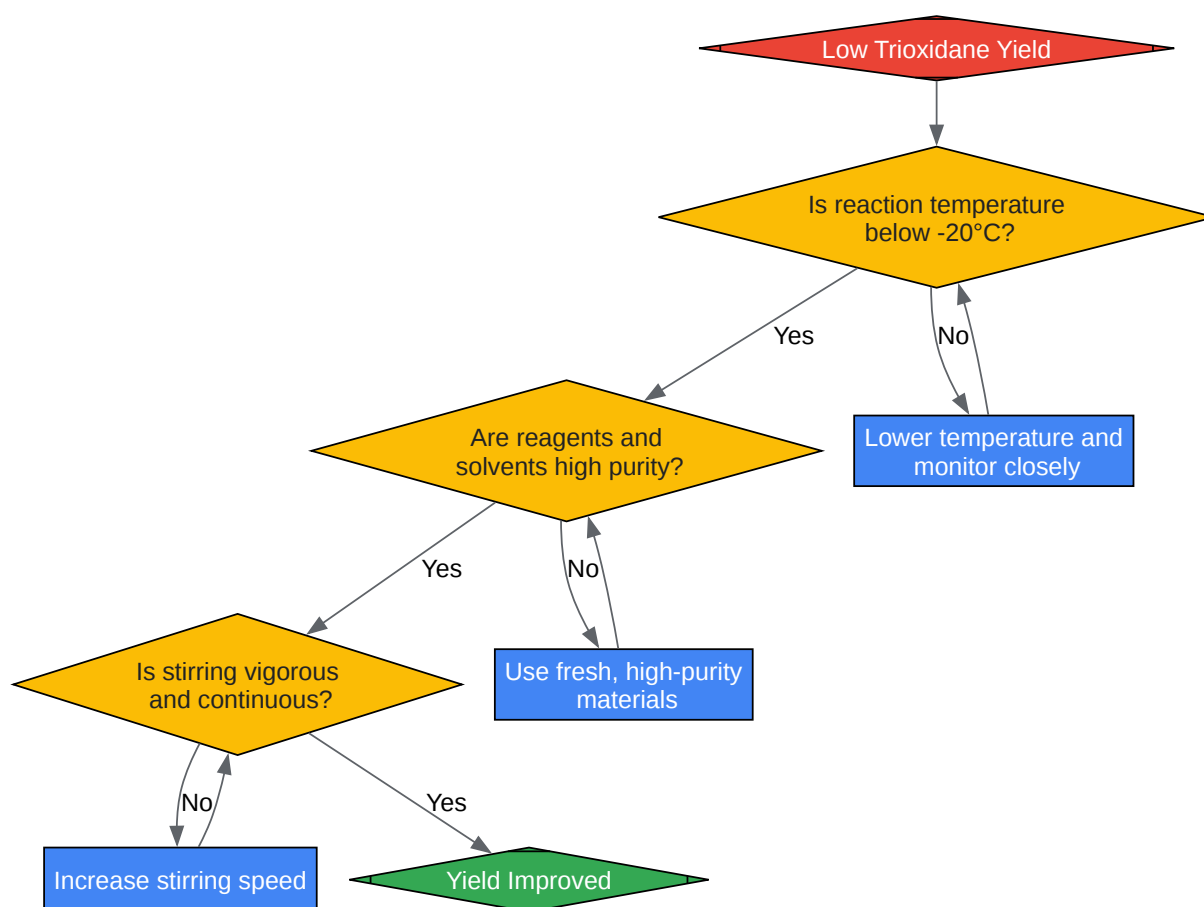 Low Trioxidane Yield
Is reaction temperature
below -20°C?
Yes
No
Lower temperature and
monitor closely
Are reagents and
solvents high purity?
Yes
No
Use fresh, high-purity
materials
Is stirring vigorous
and continuous?
No
Yes
Increase stirring speed
Yield Improved